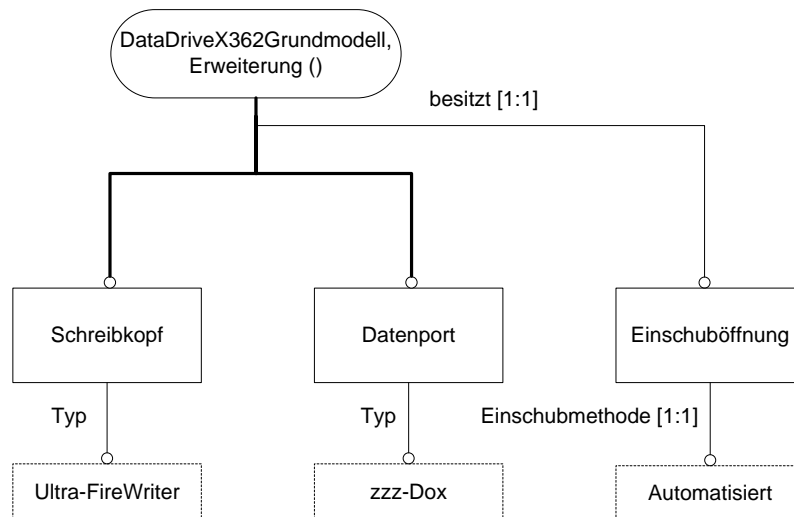 DataDriveX362Grundmodell,
Erweiterung ()
besitzt [1:1]
Schreibkopf
Datenport
Einschuböffnung
Typ
Typ
Einschubmethode [1:1]
Ultra-FireWriter
zzz-Dox
Automatisiert